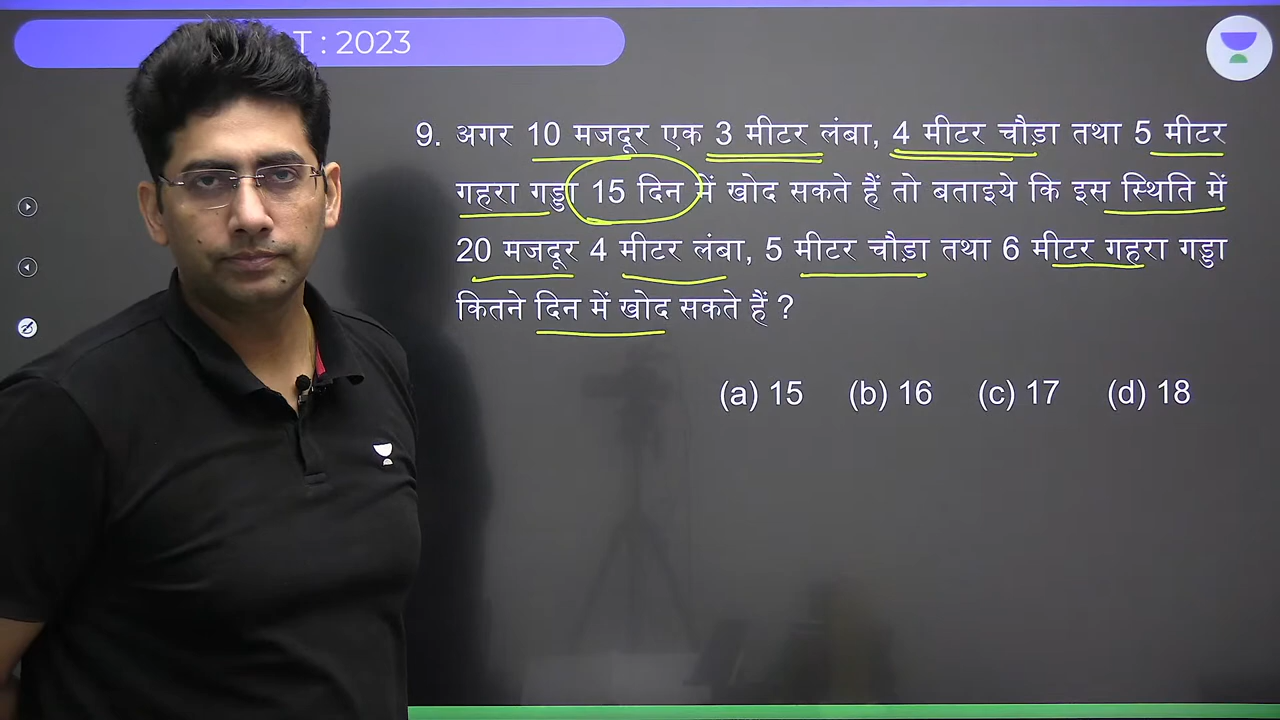 T : 2023
9. अगर 10 मजदूर एक 3 मीटर लंबा, 4 मीटर चौड़ा तथा 5 मीटर
गहरा गड्ढा 15 दिन में खोद सकते हैं तो बताइये कि इस स्थिति में
20 मजदूर 4 मीटर लंबा, 5 मीटर चौड़ा तथा 6 मीटर गहरा गड्ढा
कितने दिन में खोद सकते हैं ?
(a) 15 (b) 16 (c) 17 (d) 18